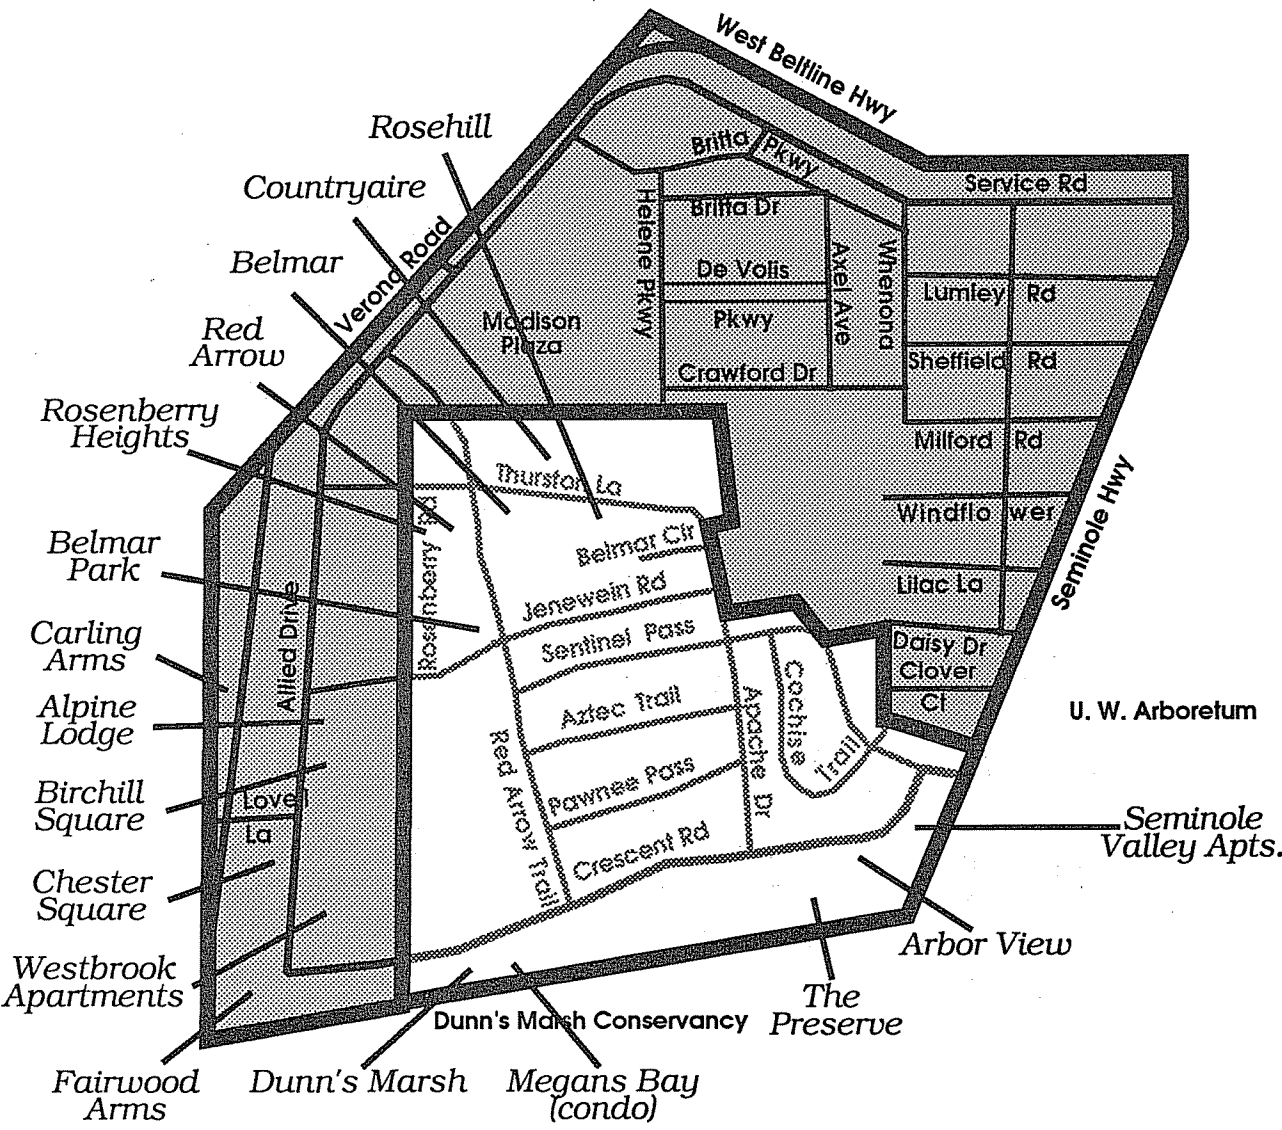 West Beltline Hwy
Rosehill
Britta Pkwy
Service Rd
Countryaire
Helene Pkwy
Britta Dr
Verona Road
Belmar
De Volis
Axel Ave
Whenona
Lumley Rd
Madison
Plaza
Pkwy
Red
Arrow
Sheffield Rd
Crawford Dr
Rosenberry
Heights
Milford Rd
Thurston La
Windflower
Seminole Hwy
Rosenberry Rd
Belmar Cir
Belmar
Park
Jenewein Rd
Lilac La
Allied Drive
Carling
Arms
Sentinel Pass
Daisy Dr
Clover
Ct
Cochise
Trail
Alpine
Lodge
Aztec Trail
Apache Dr
U. W. Arboretum
Red Arrow Trail
Pawnee Pass
Birchill
Square
Lovell
La
Seminole
Valley Apts.
Crescent Rd
Chester
Square
Arbor View
Westbrook
Apartments
The
Preserve
Dunn's Marsh Conservancy
Fairwood
Arms
Dunn's Marsh
Megans Bay
(condo)